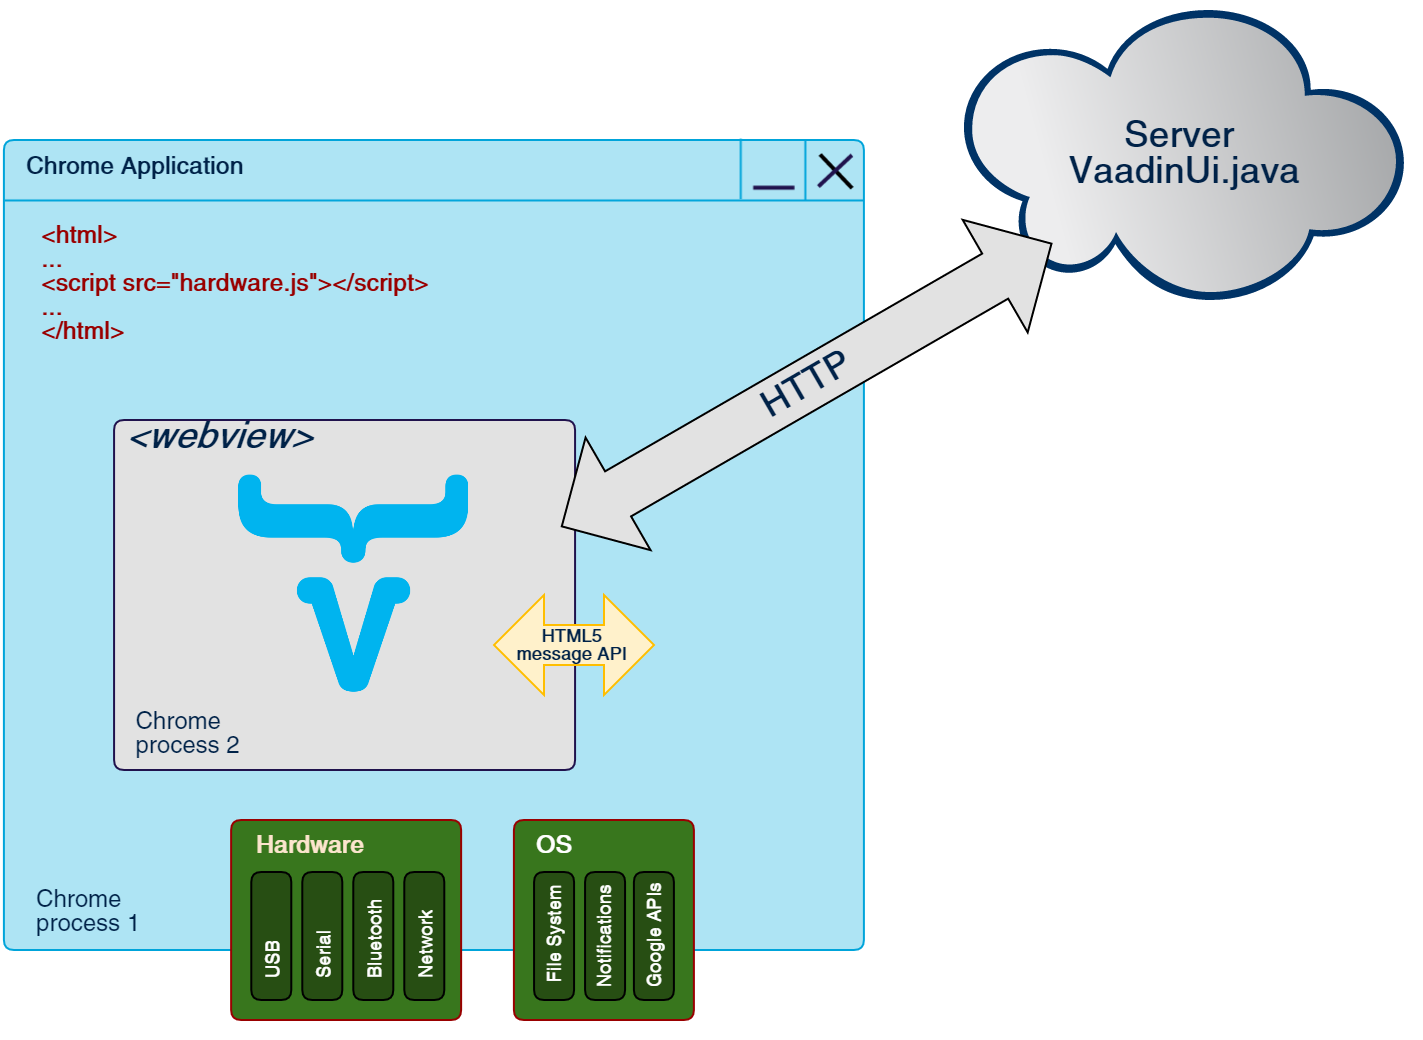 Server
VaadinUi.java
Chrome Application
<html>
...
<script src="hardware.js"></script>
...
</html>
HTTP
<webview>
HTML5
message API
Chrome
process 2
Hardware
USB
Serial
Bluetooth
Network
OS
File System
Notifications
Google APIs
Chrome
process 1